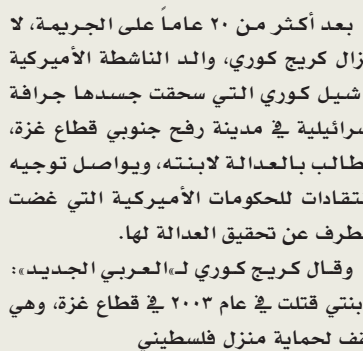 بعد أكثر من ٢٠ عاماً على الجريمة، لا
زال كريج كوري، والد الناشطة الأميركية
شيل كوري التي سحقت جسدها جرافة
سرائيلية في مدينة رفح جنوبي قطاع غزة،
طالب بالعدالة لابنته، ويواصل توجيه
نتقادات للحكومات الأميركية التي غضت
طرف عن تحقيق العدالة لها.
وقال كريج كوري لـ»العربي الجديد»:
بنتي قتلت في عام ٢٠٠٣ في قطاع غزة، وهي
قف لحماية منزل فلسطيني